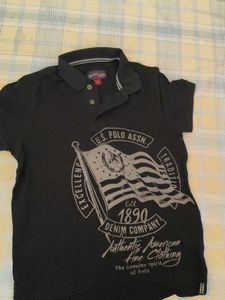 U.S. POLO ASSN.
EXCELLENCE
TRADITION
Est.
1890
DENIM COMPANY
Authentic American
Fine Clothing
The Genuine Spirit
of Polo